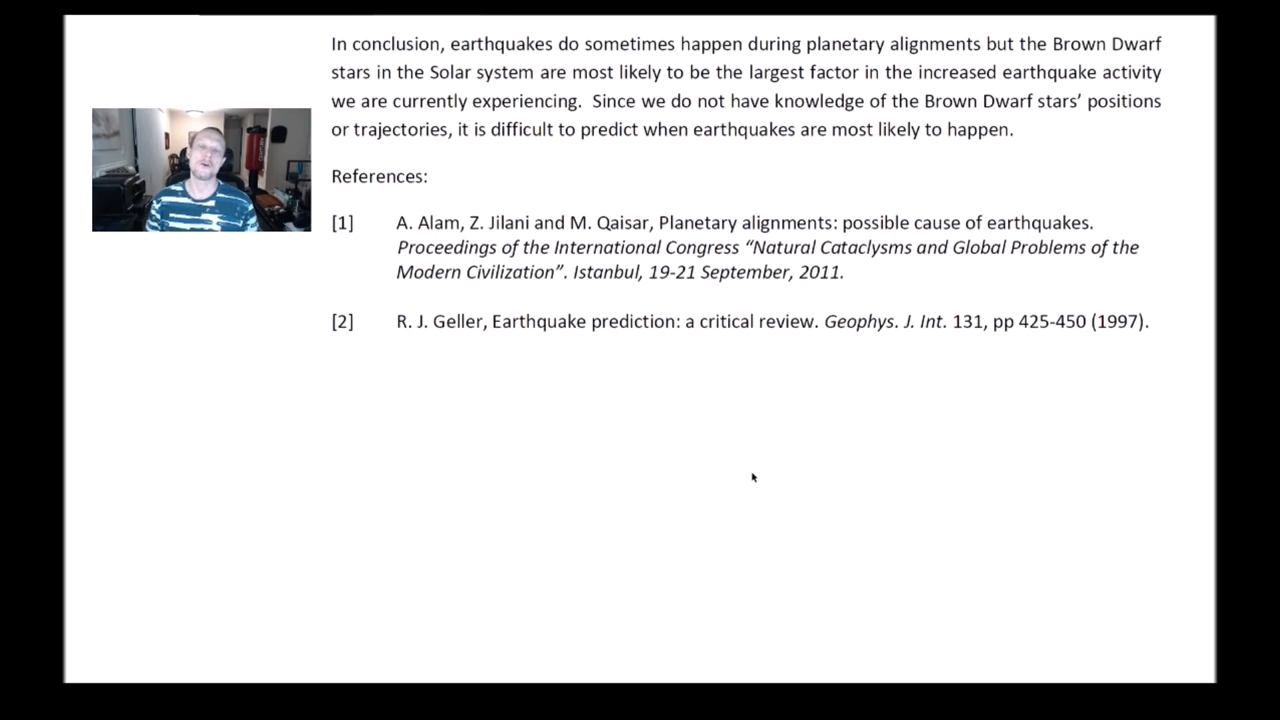 In conclusion, earthquakes do sometimes happen during planetary alignments but the Brown Dwarf
stars in the Solar system are most likely to be the largest factor in the increased earthquake activity
we are currently experiencing.  Since we do not have knowledge of the Brown Dwarf stars’ positions
or trajectories, it is difficult to predict when earthquakes are most likely to happen.
References:
[1] A. Alam, Z. Jilani and M. Qaisar, Planetary alignments: possible cause of earthquakes.
Proceedings of the International Congress “Natural Cataclysms and Global Problems of the
Modern Civilization”. Istanbul, 19-21 September, 2011.
[2] R. J. Geller, Earthquake prediction: a critical review. Geophys. J. Int. 131, pp 425-450 (1997).